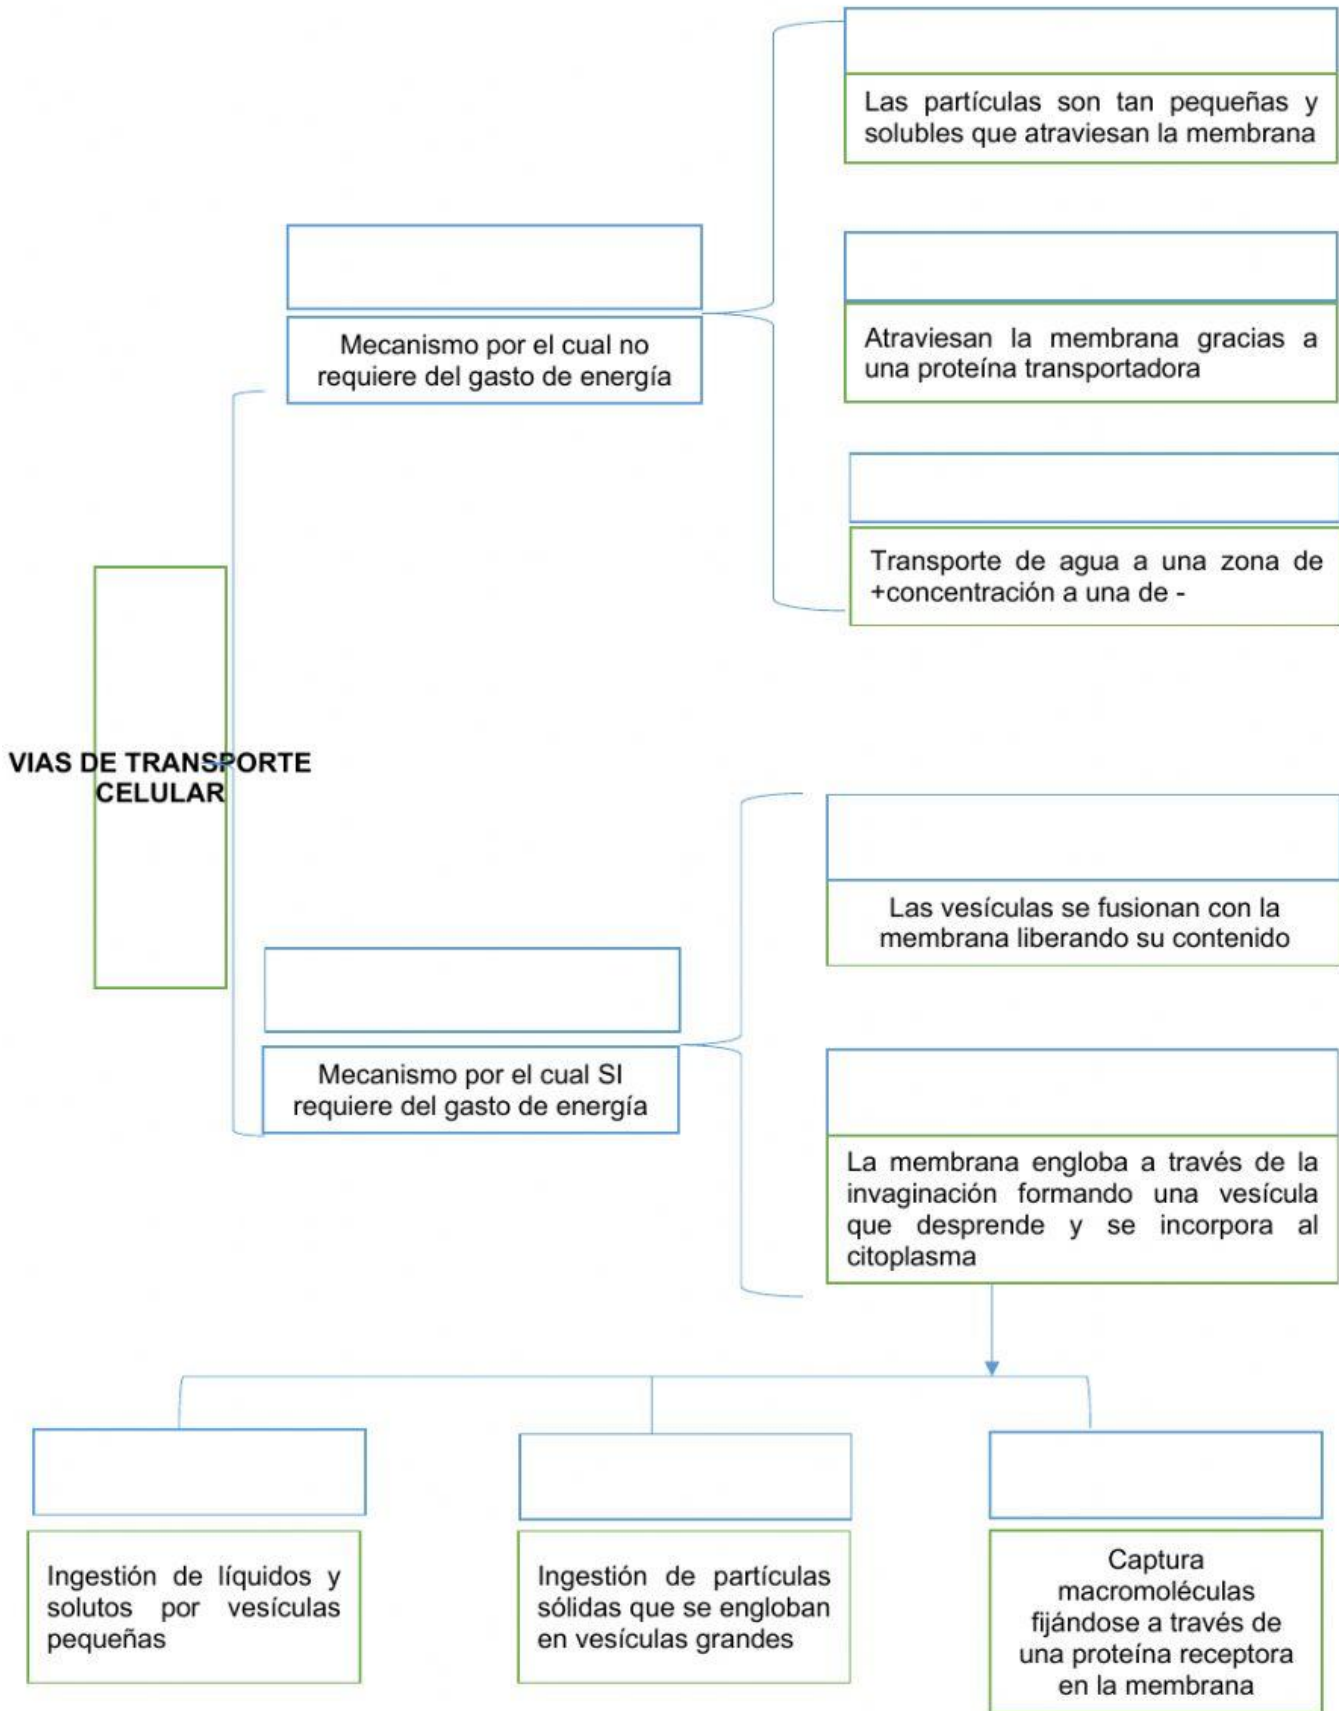 Las partículas son tan pequeñas y
solubles que atraviesan la membrana
Mecanismo por el cual no
requiere del gasto de energía
Atraviesan la membrana gracias a
una proteína transportadora
Transporte de agua a una zona de
+concentración a una de -
VIAS DE TRANSPORTE
CELULAR
Las vesículas se fusionan con la
membrana liberando su contenido
Mecanismo por el cual SI
requiere del gasto de energía
La membrana engloba a través de la
invaginación formando una vesícula
que desprende y se incorpora al
citoplasma
Ingestión de líquidos y
solutos por vesículas
pequeñas
Ingestión de partículas
sólidas que se engloban
en vesículas grandes
Captura
macromoléculas
fijándose a través de
una proteína receptora
en la membrana